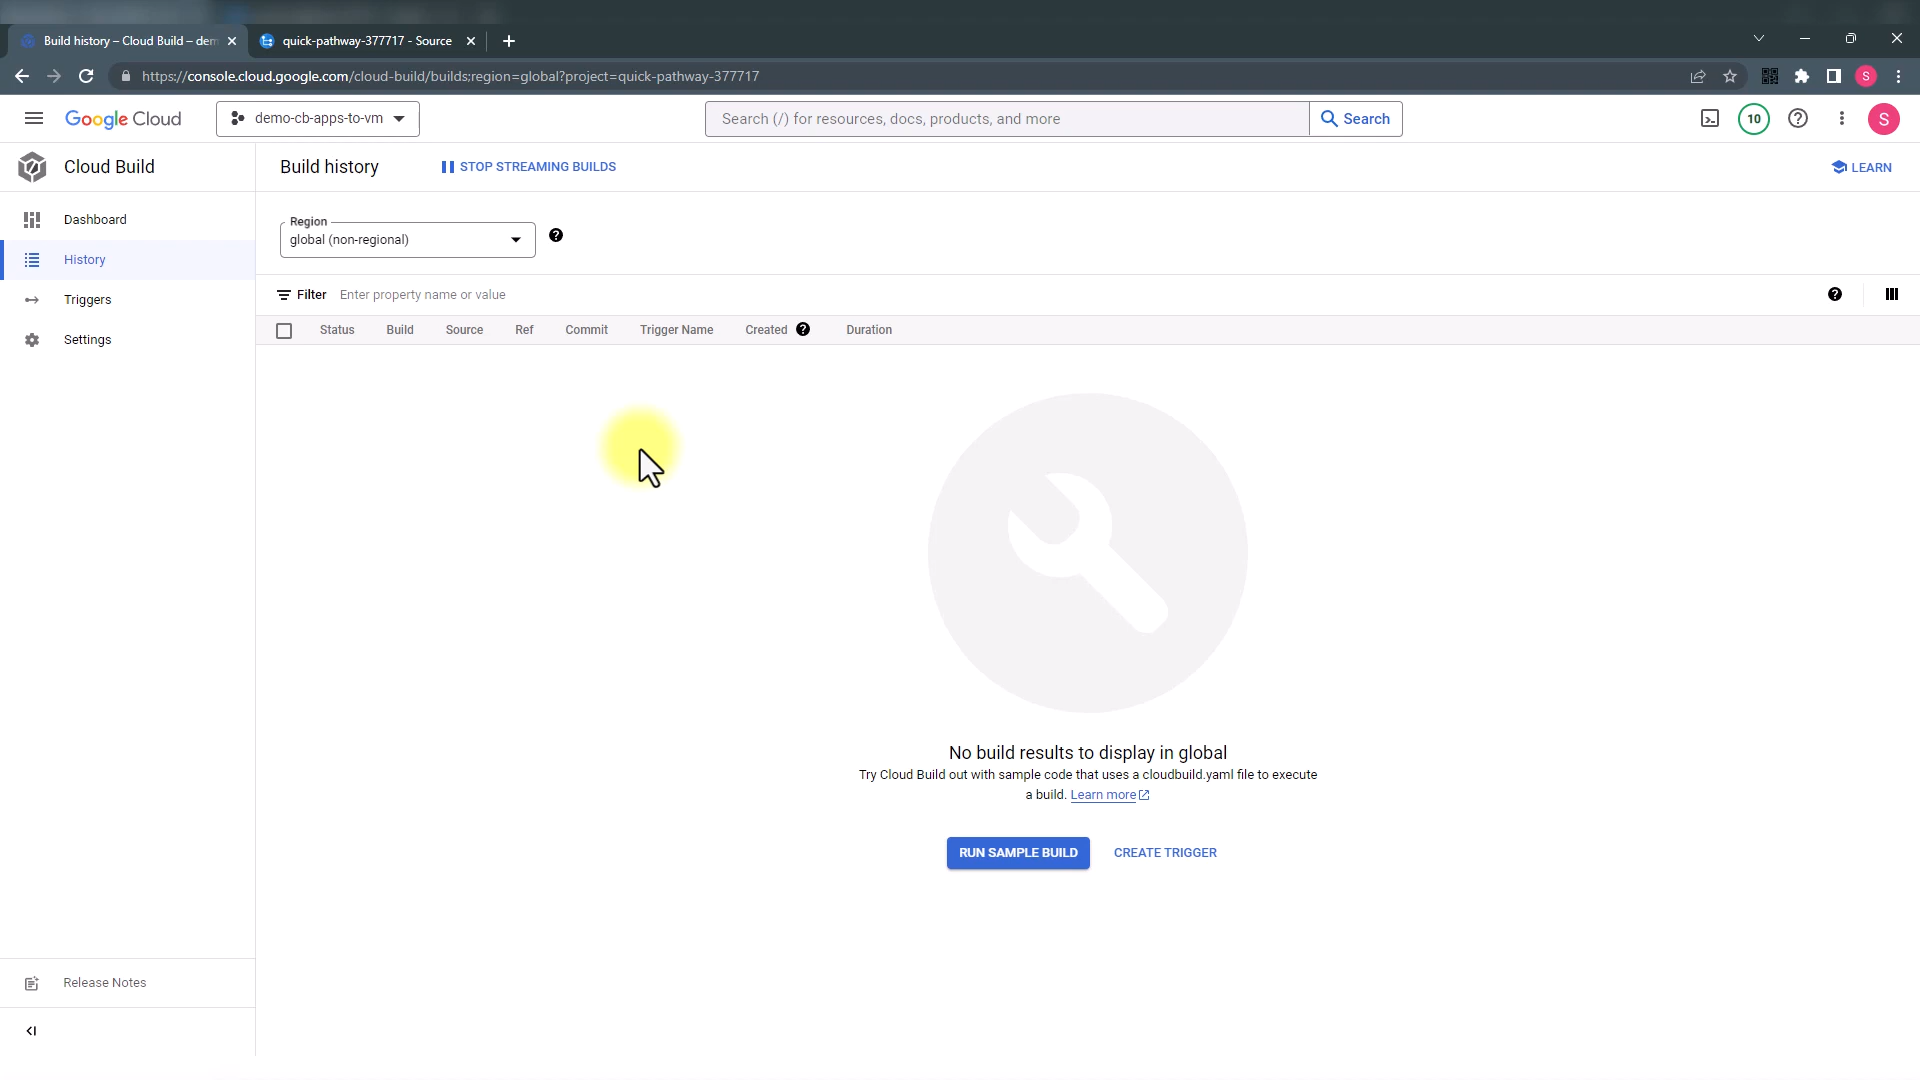 Build history – Cloud Build – dem
quick-pathway-377717 - Source
https://console.cloud.google.com/cloud-build/builds;region=global?project=quick-pathway-377717
S
Google Cloud
demo-cb-apps-to-vm
Search (/) for resources, docs, products, and more
Search
10
S
Cloud Build
Build history
STOP STREAMING BUILDS
LEARN
Dashboard
History
Triggers
Settings
Region
global (non-regional)
Filter
Enter property name or value
Status
Build
Source
Ref
Commit
Trigger Name
Created
Duration
No build results to display in global
Try Cloud Build out with sample code that uses a cloudbuild.yaml file to execute
a build. Learn more
RUN SAMPLE BUILD
CREATE TRIGGER
Release Notes